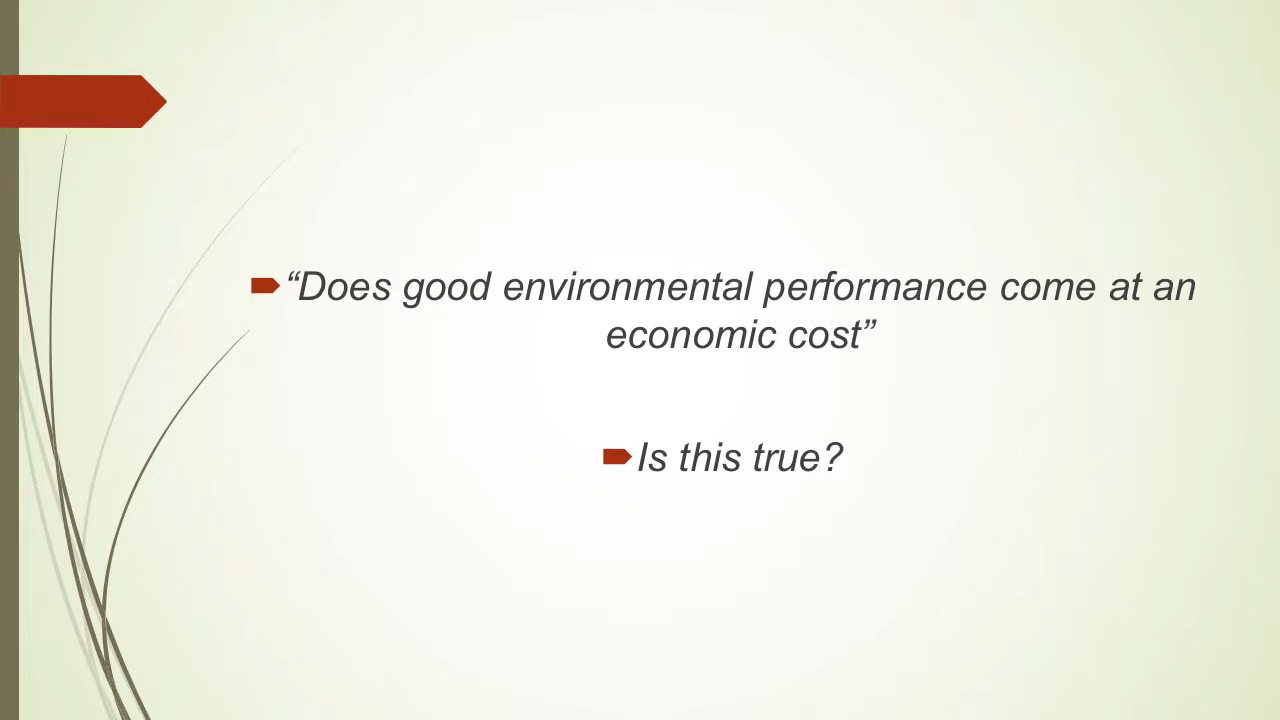 “Does good environmental performance come at an
economic cost”
Is this true?